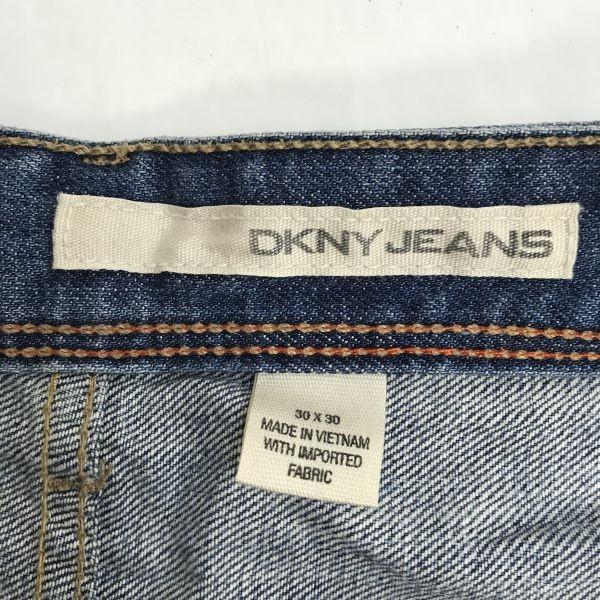 DKNY JEANS
30 X 30
MADE IN VIETNAM
WITH IMPORTED
FABRIC